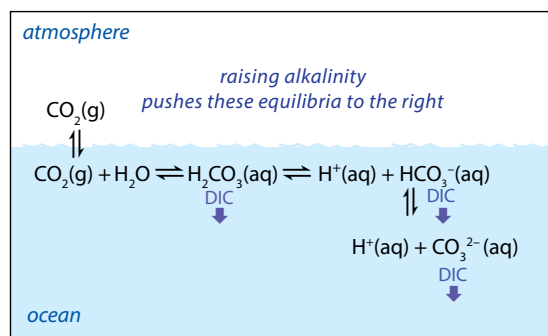 atmosphere
raising alkalinity
pushes these equilibria to the right
CO₂(g)
⇌
CO₂(g) + H₂O ⇌ H₂CO₃(aq) ⇌ H⁺(aq) + HCO₃⁻(aq)
DIC
⇌ DIC
H⁺(aq) + CO₃²⁻ (aq)
DIC
ocean